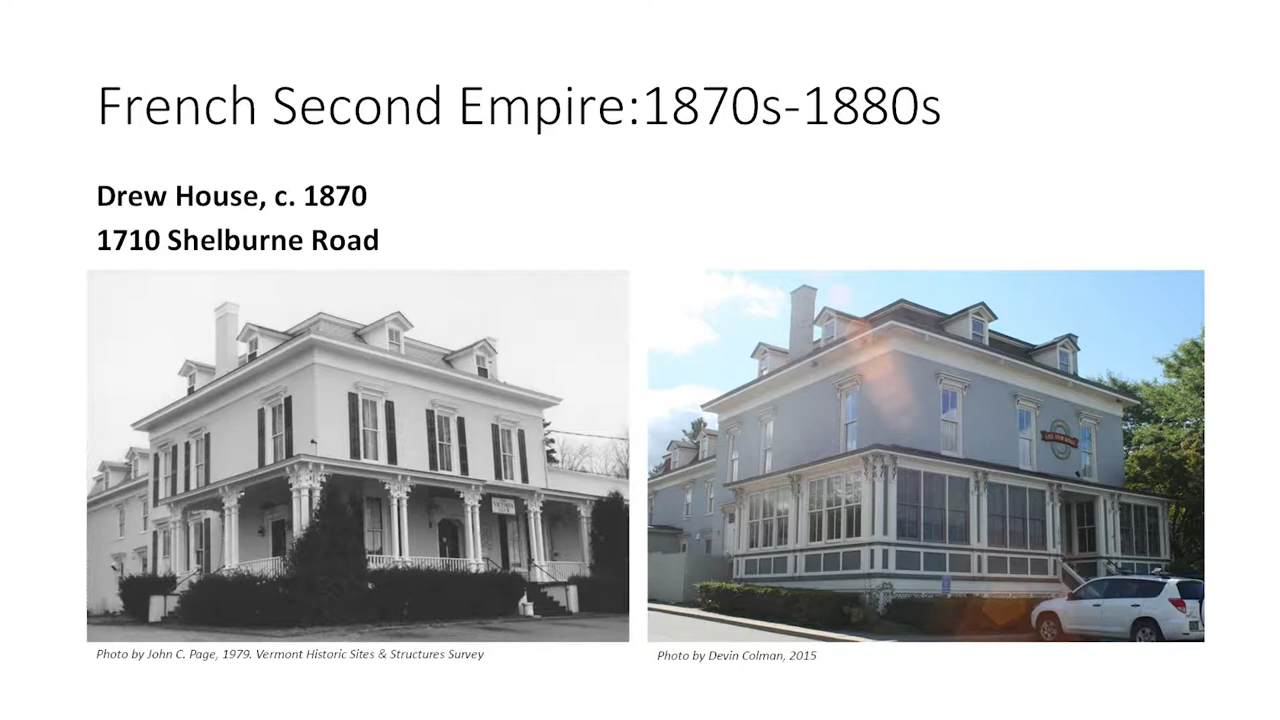 French Second Empire:1870s-1880s
Drew House, c. 1870
1710 Shelburne Road
Photo by John C. Page, 1979. Vermont Historic Sites & Structures Survey
Photo by Devin Colman, 2015